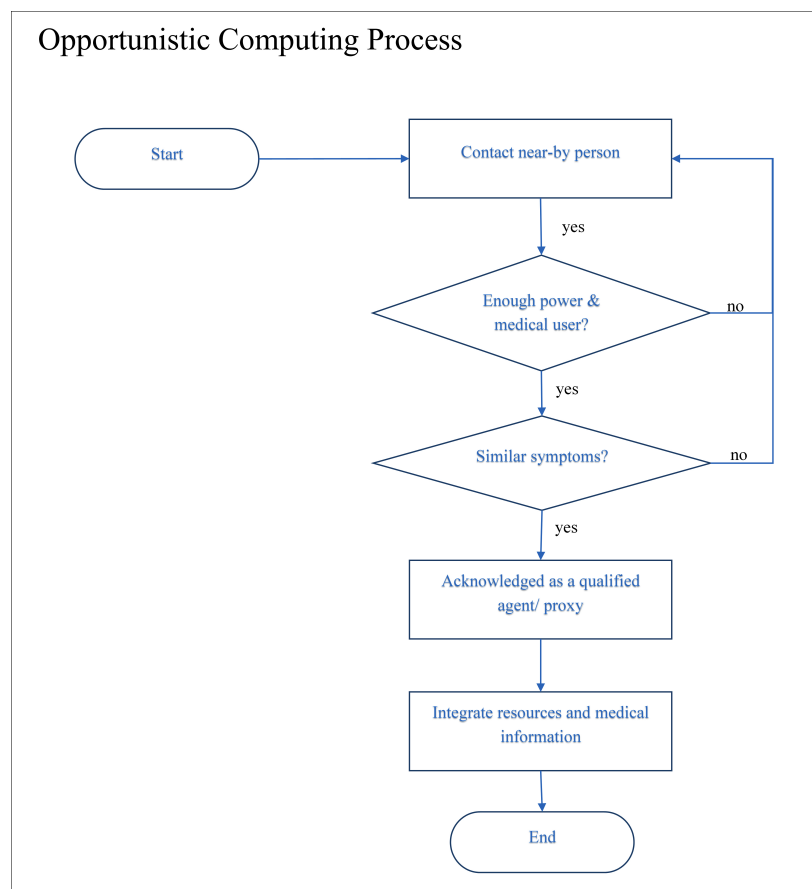 Opportunistic Computing Process
Start
Contact near-by person
yes
Enough power &
medical user?
no
yes
Similar symptoms?
no
yes
Acknowledged as a qualified
agent/ proxy
Integrate resources and medical
information
End